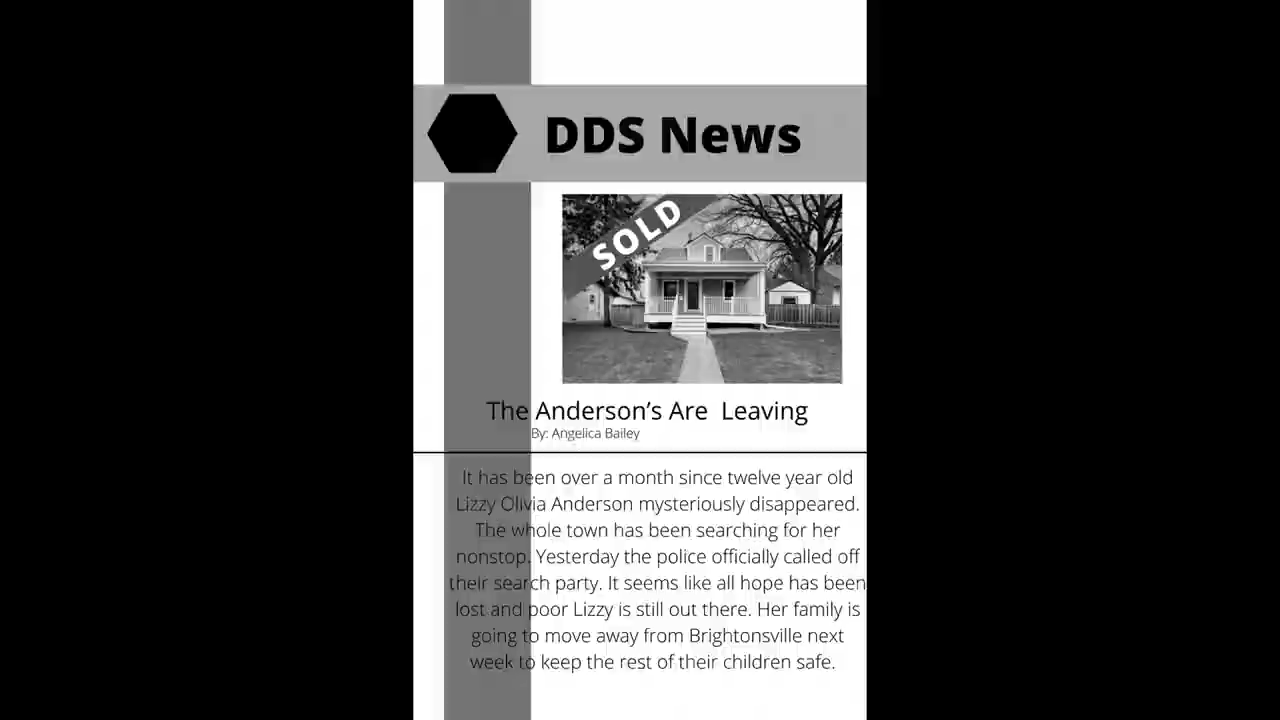 DDS News
SOLD
The Anderson's Are  Leaving
By: Angelica Bailey
It has been over a month since twelve year old
Lizzy Olivia Anderson mysteriously disappeared.
The whole town has been searching for her
nonstop. Yesterday the police officially called off
their search party. It seems like all hope has been
lost and poor Lizzy is still out there. Her family is
going to move away from Brightonsville next
week to keep the rest of their children safe.